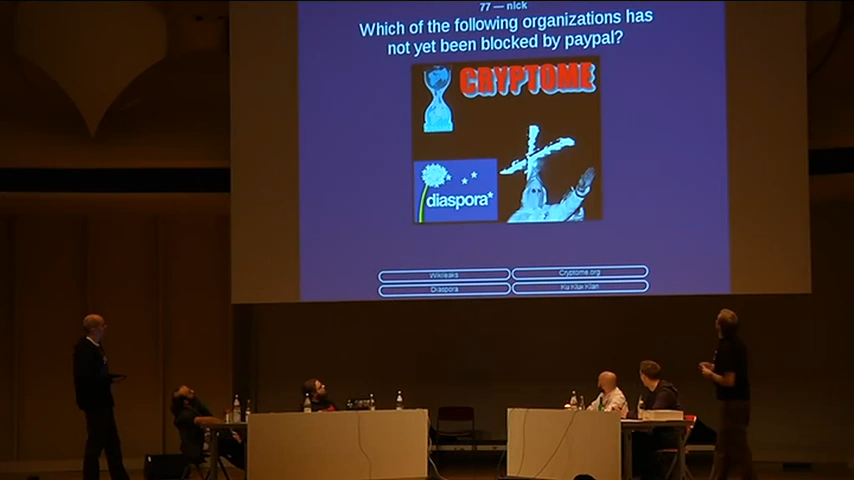 77 — nick
Which of the following organizations has
not yet been blocked by paypal?
CRYPTOME
diaspora*
Wikileaks
Cryptome.org
Diaspora
Ku Klux Klan